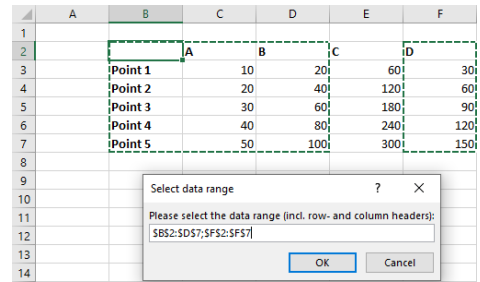 A B C D E F
1
2 A B C D
3 Point 1 10 20 60 30
4 Point 2 20 40 120 60
5 Point 3 30 60 180 90
6 Point 4 40 80 240 120
7 Point 5 50 100 300 150
8
9
10
11
12
13
14
Select data range ? ×
Please select the data range (incl. row- and column headers):
$B$2:$D$7;$F$2:$F$7
OK Cancel